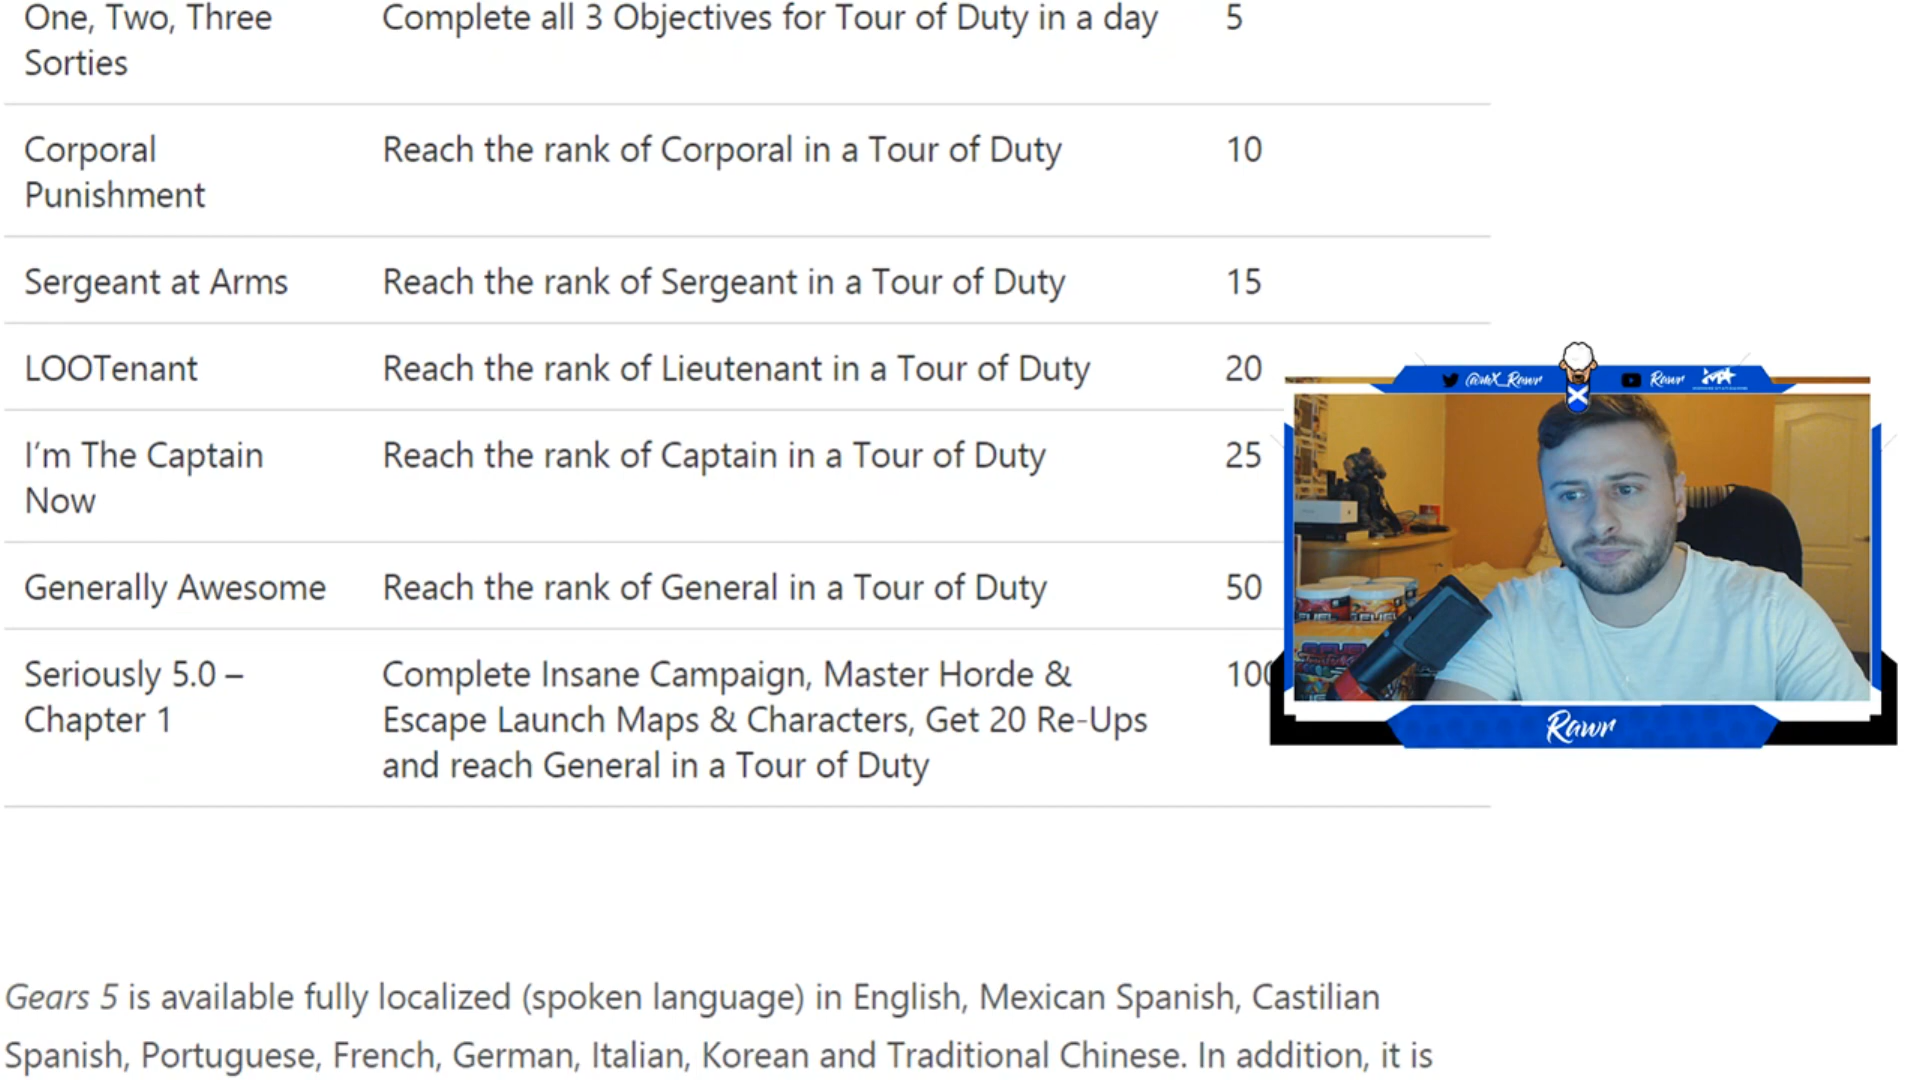 One, Two, Three
Sorties
Complete all 3 Objectives for Tour of Duty in a day
5
Corporal
Punishment
Reach the rank of Corporal in a Tour of Duty
10
Sergeant at Arms
Reach the rank of Sergeant in a Tour of Duty
15
LOOTenant
Reach the rank of Lieutenant in a Tour of Duty
20
I’m The Captain
Now
Reach the rank of Captain in a Tour of Duty
25
Generally Awesome
Reach the rank of General in a Tour of Duty
50
Seriously 5.0 –
Chapter 1
Complete Insane Campaign, Master Horde &
Escape Launch Maps & Characters, Get 20 Re-Ups
and reach General in a Tour of Duty
100
@mX_Rawr
Rawr
Rawr
Gears 5 is available fully localized (spoken language) in English, Mexican Spanish, Castilian
Spanish, Portuguese, French, German, Italian, Korean and Traditional Chinese. In addition, it is